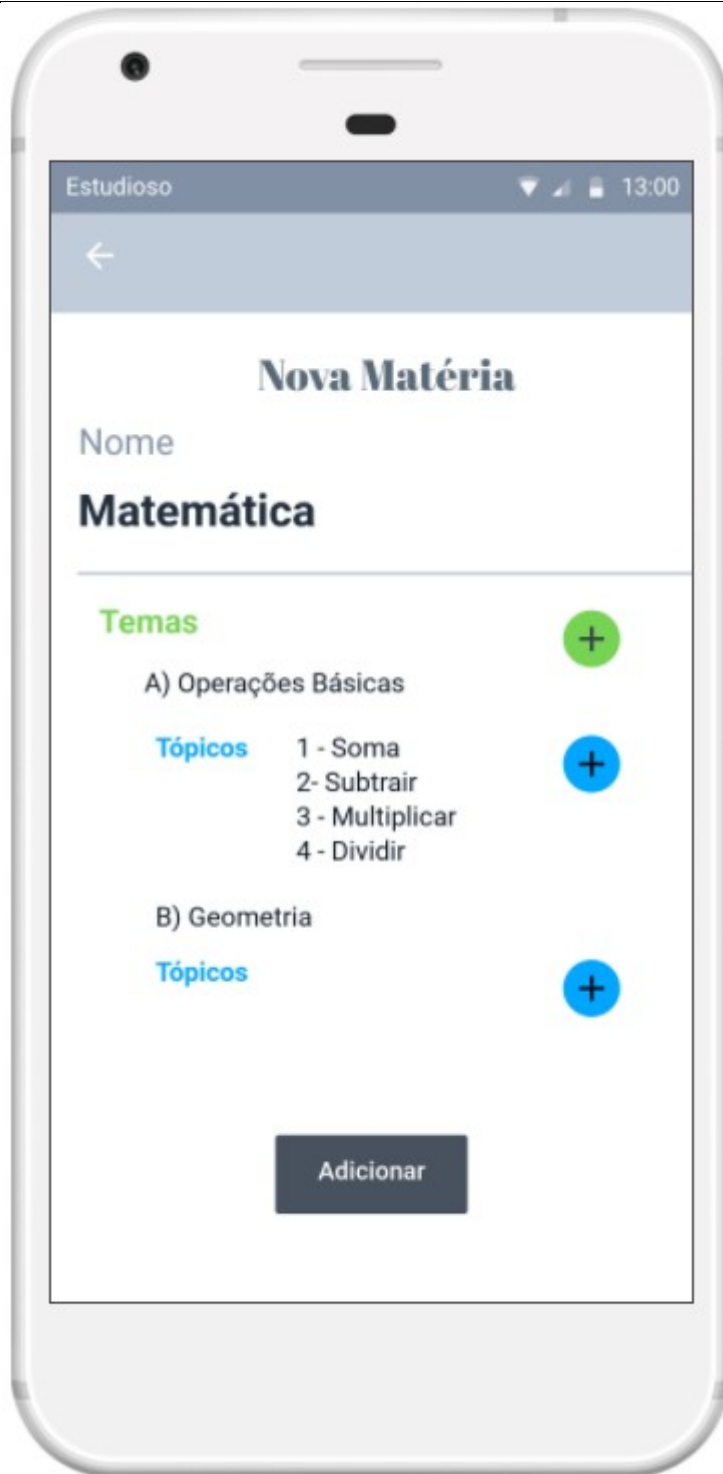 Estudioso 13:00
Nova Matéria
Nome
Matemática
Temas
A) Operações Básicas
Tópicos 1 - Soma
2- Subtrair
3 - Multiplicar
4 - Dividir
B) Geometria
Tópicos
Adicionar